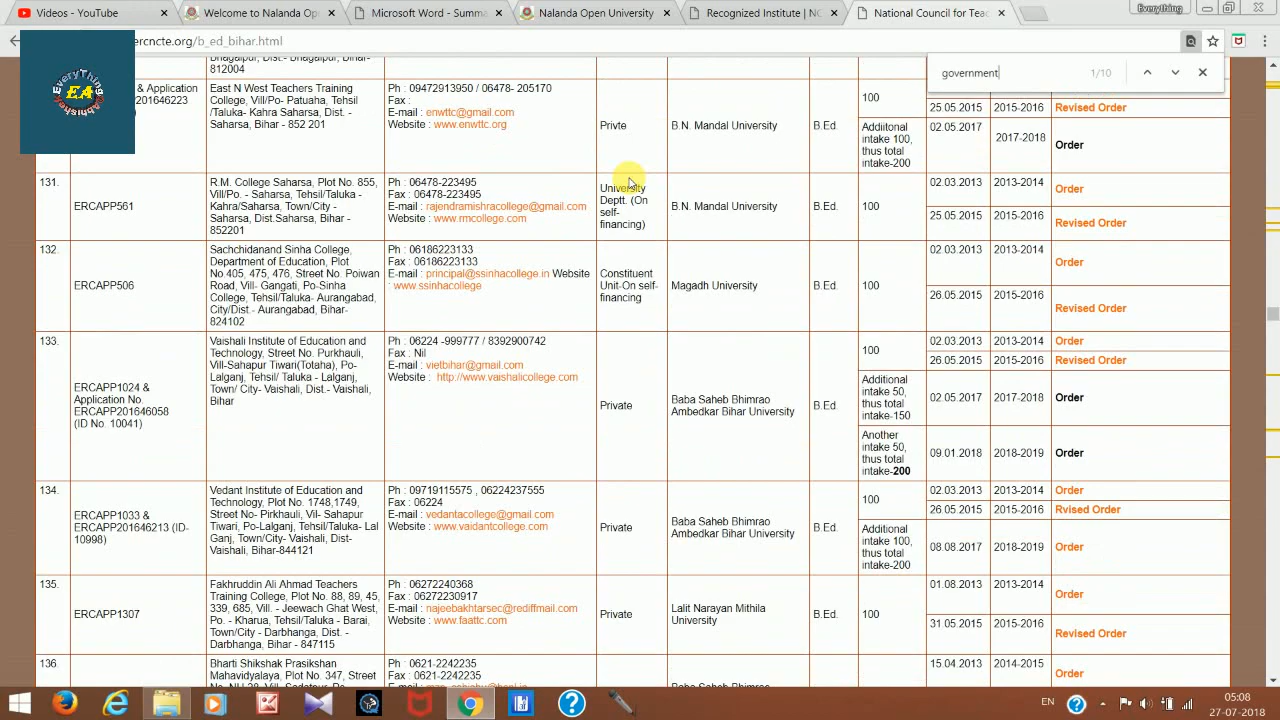 Videos - YouTube
Welcome to Nalanda Op
Microsoft Word - Summa
Nalanda Open University
Recognized Institute | NC
National Council for Teac
Everything
ercncte.org/b_ed_bihar.html
government 1/10
EveryThing
EA
Bhagalpur, Dist.- Bhagalpur, Bihar-
812004
& Application
201646223
East N West Teachers Training
College, Vill/Po- Patuaha, Tehsil
/Taluka- Kahra Saharsa, Dist. -
Saharsa, Bihar - 852 201
Ph : 09472913950 / 06478- 205170
Fax :
E-mail : enwttc@gmail.com
Website : www.enwttc.org
Privte
B.N. Mandal University
B.Ed.
100
25.05.2015 2015-2016 Revised Order
Additonal
intake 100,
thus total
intake-200
02.05.2017 2017-2018 Order
131.
ERCAPP561
R.M. College Saharsa, Plot No. 855,
Vill/Po. - Saharsa, Tehsil/Taluka -
Kahra/Saharsa, Town/City -
Saharsa, Dist.Saharsa, Bihar -
852201
Ph : 06478-223495
Fax : 06478-223495
E-mail : rajendramishracollege@gmail.com
Website : www.rmcollege.com
University
Deptt. (On
self-
financing)
B.N. Mandal University
B.Ed.
100
02.03.2013 2013-2014 Order
25.05.2015 2015-2016 Revised Order
132.
ERCAPP506
Sachchidanand Sinha College,
Department of Education, Plot
No.405, 475, 476, Street No. Poiwan
Road, Vill- Gangati, Po-Sinha
College, Tehsil/Taluka- Aurangabad,
City/Dist.- Aurangabad, Bihar-
824102
Ph : 06186223133
Fax : 06186223133
E-mail : principal@ssinhacollege.in Website
: www.ssinhacollege
Constituent
Unit-On self-
financing
Magadh University
B.Ed.
100
02.03.2013 2013-2014 Order
26.05.2015 2015-2016 Revised Order
133.
ERCAPP1024 &
Application No.
ERCAPP201646058
(ID No. 10041)
Vaishali Institute of Education and
Technology, Street No. Purkhauli,
Vill-Sahapur Tiwari(Totaha), Po-
Lalganj, Tehsil/ Taluka - Lalganj,
Town/ City- Vaishali, Dist.- Vaishali,
Bihar
Ph : 06224 -999777 / 8392900742
Fax : Nil
E-mail : vietbihar@gmail.com
Website : http://www.vaishalicollege.com
Private
Baba Saheb Bhimrao
Ambedkar Bihar University
B.Ed.
100
02.03.2013 2013-2014 Order
26.05.2015 2015-2016 Revised Order
Additional
intake 50,
thus total
intake-150
02.05.2017 2017-2018 Order
Another
intake 50,
thus total
intake-200
09.01.2018 2018-2019 Order
134.
ERCAPP1033 &
ERCAPP201646213 (ID-
10998)
Vedant Institute of Education and
Technology, Plot No. 1748,1749,
Street No- Pirkhauli, Vil- Sahapur
Tiwari, Po-Lalganj, Tehsil/Taluka- Lal
Ganj, Town/City- Vaishali, Dist-
Vaishali, Bihar-844121
Ph : 09719115575 , 06224237555
Fax : 06224
E-mail : vedantacollege@gmail.com
Website : www.vaidantcollege.com
Private
Baba Saheb Bhimrao
Ambedkar Bihar University
B.Ed.
100
02.03.2013 2013-2014 Order
26.05.2015 2015-2016 Rvised Order
Additional
intake 100,
thus total
intake-200
08.08.2017 2018-2019 Order
135.
ERCAPP1307
Fakhruddin Ali Ahmad Teachers
Training College, Plot No. 88, 89, 45,
339, 685, Vill. - Jeewach Ghat West,
Po. - Kharua, Tehsil/Taluka - Barai,
Town/City - Darbhanga, Dist. -
Darbhanga, Bihar - 847115
Ph : 06272240368
Fax : 06272230917
E-mail : najeebakhtarsec@rediffmail.com
Website : www.faattc.com
Private
Lalit Narayan Mithila
University
B.Ed.
100
01.08.2013 2013-2014 Order
31.05.2015 2015-2016 Revised Order
136.
Bharti Shikshak Prasikshan
Mahavidyalaya, Plot No. 347, Street
Ph : 0621-2242235
Fax : 0621-2242235
Baba Saheb Bhimrao
15.04.2013 2014-2015 Order
EN
05:08
27-07-2018